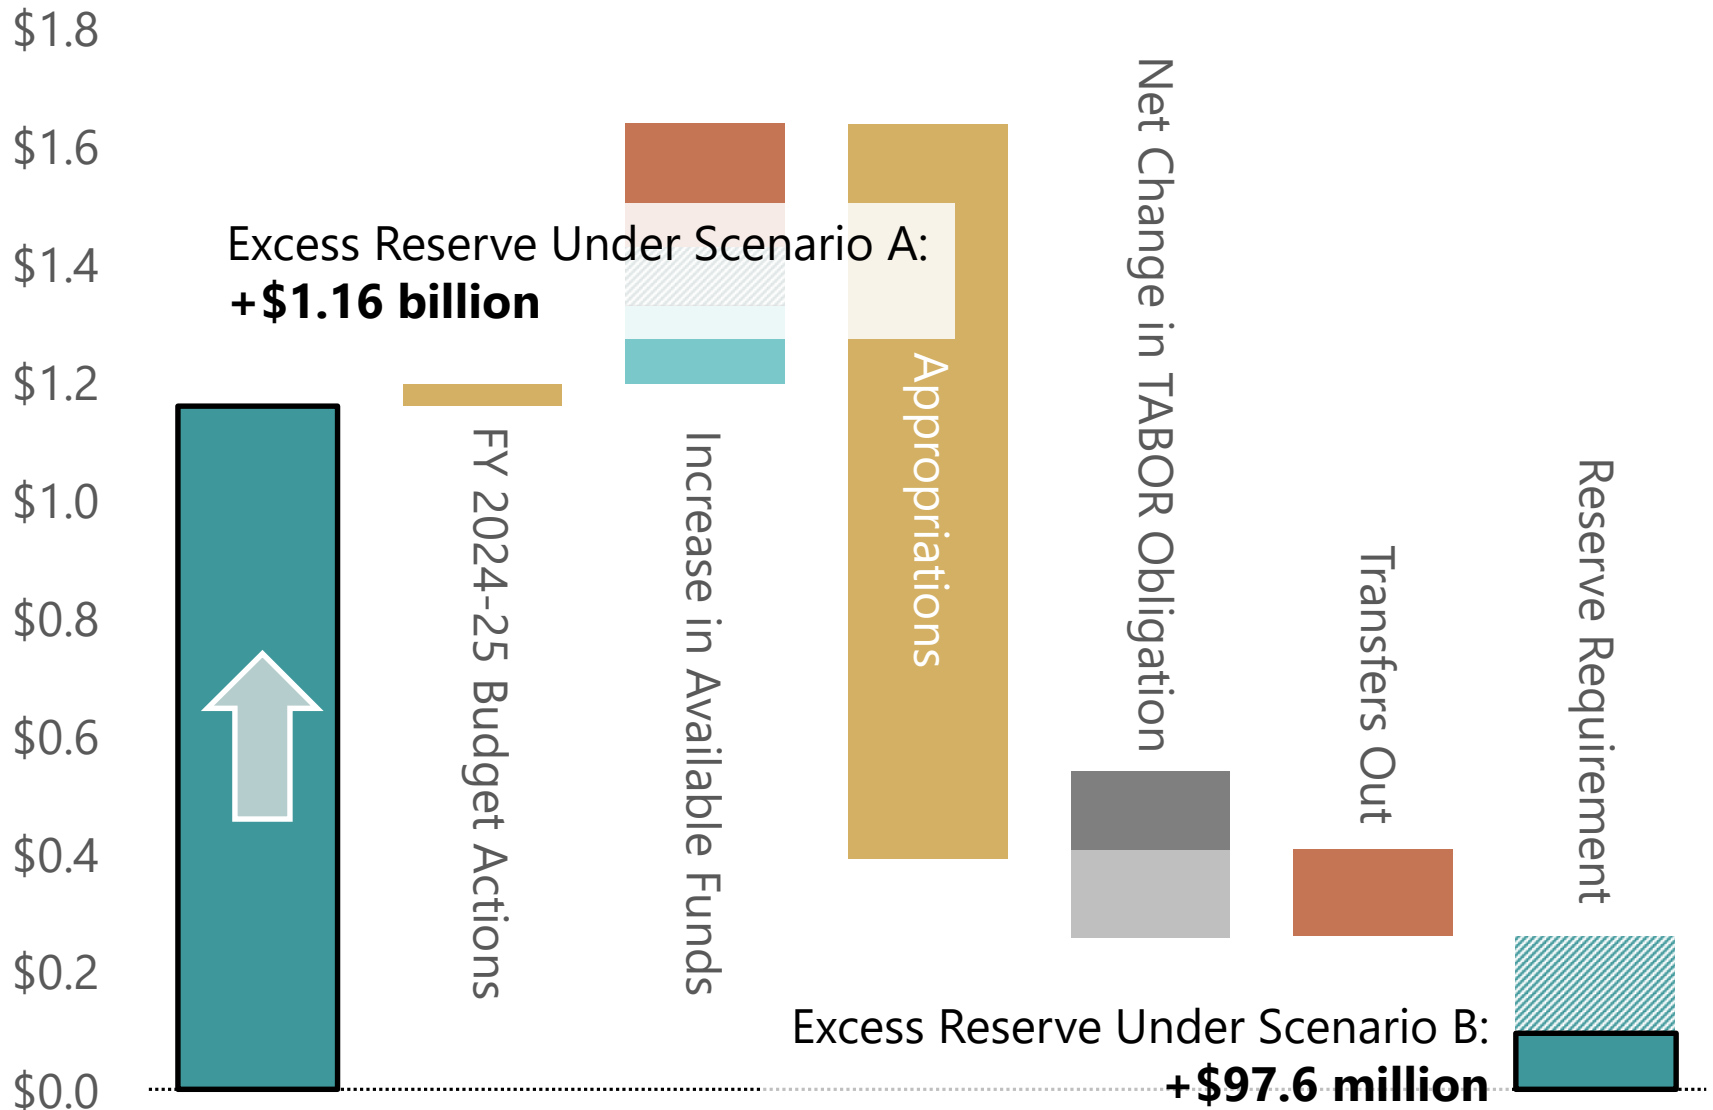 $1.8
$1.6
$1.4
$1.2
$1.0
$0.8
$0.6
$0.4
$0.2
$0.0
Excess Reserve Under Scenario A:
+$1.16 billion
FY 2024-25 Budget Actions
Increase in Available Funds
Appropriations
Net Change in TABOR Obligation
Transfers Out
Reserve Requirement
Excess Reserve Under Scenario B:
+$97.6 million